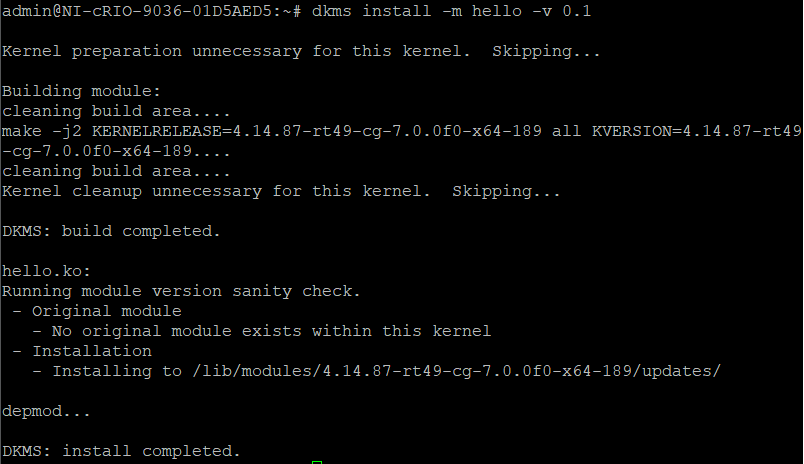 admin@NI-cRIO-9036-01D5AED5:~# dkms install -m hello -v 0.1
Kernel preparation unnecessary for this kernel.  Skipping...
Building module:
cleaning build area....
make -j2 KERNELRELEASE=4.14.87-rt49-cg-7.0.0f0-x64-189 all KVERSION=4.14.87-rt49
-cg-7.0.0f0-x64-189....
cleaning build area....
Kernel cleanup unnecessary for this kernel.  Skipping...
DKMS: build completed.
hello.ko:
Running module version sanity check.
 - Original module
   - No original module exists within this kernel
 - Installation
   - Installing to /lib/modules/4.14.87-rt49-cg-7.0.0f0-x64-189/updates/
depmod...
DKMS: install completed.